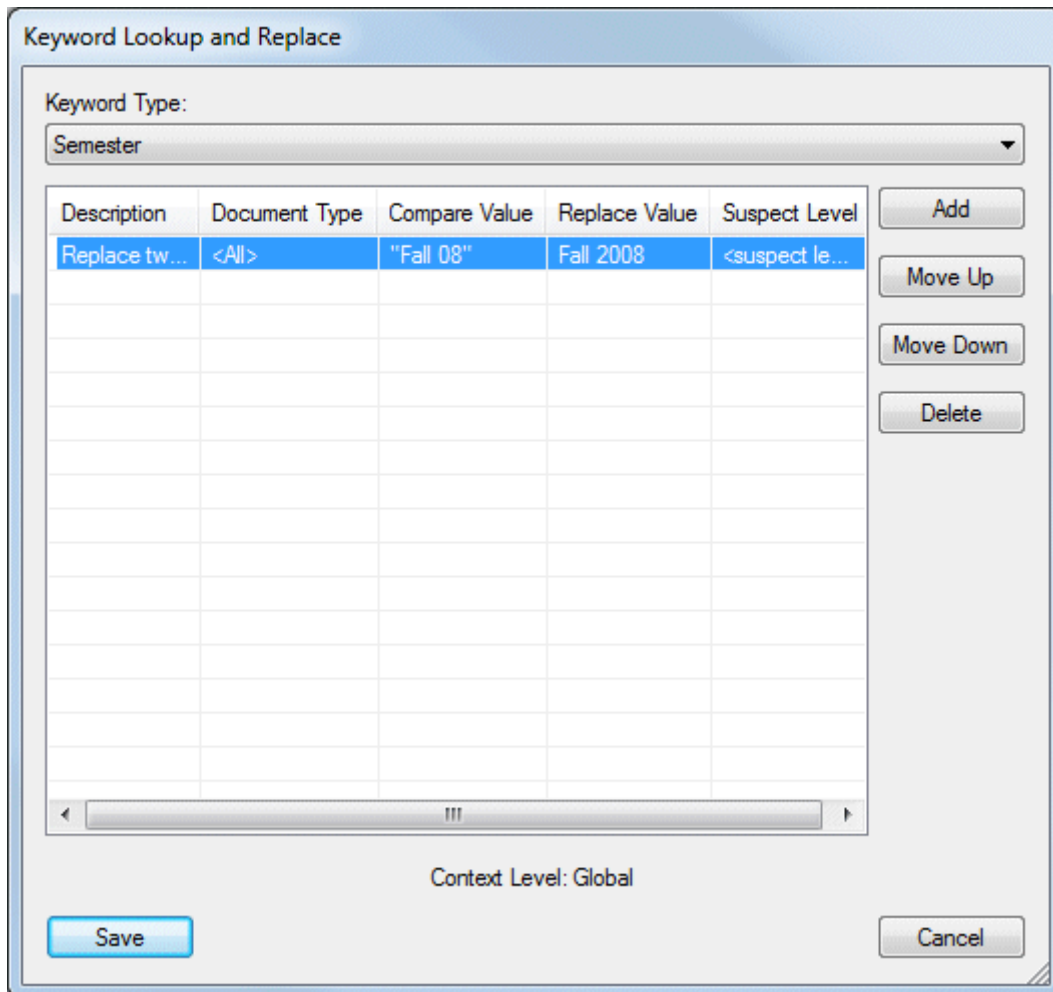 Keyword Lookup and Replace
Keyword Type:
Semester
Description Document Type Compare Value Replace Value Suspect Level
Replace tw... <All> "Fall 08" Fall 2008 <suspect le...
Add
Move Up
Move Down
Delete
Context Level: Global
Save Cancel